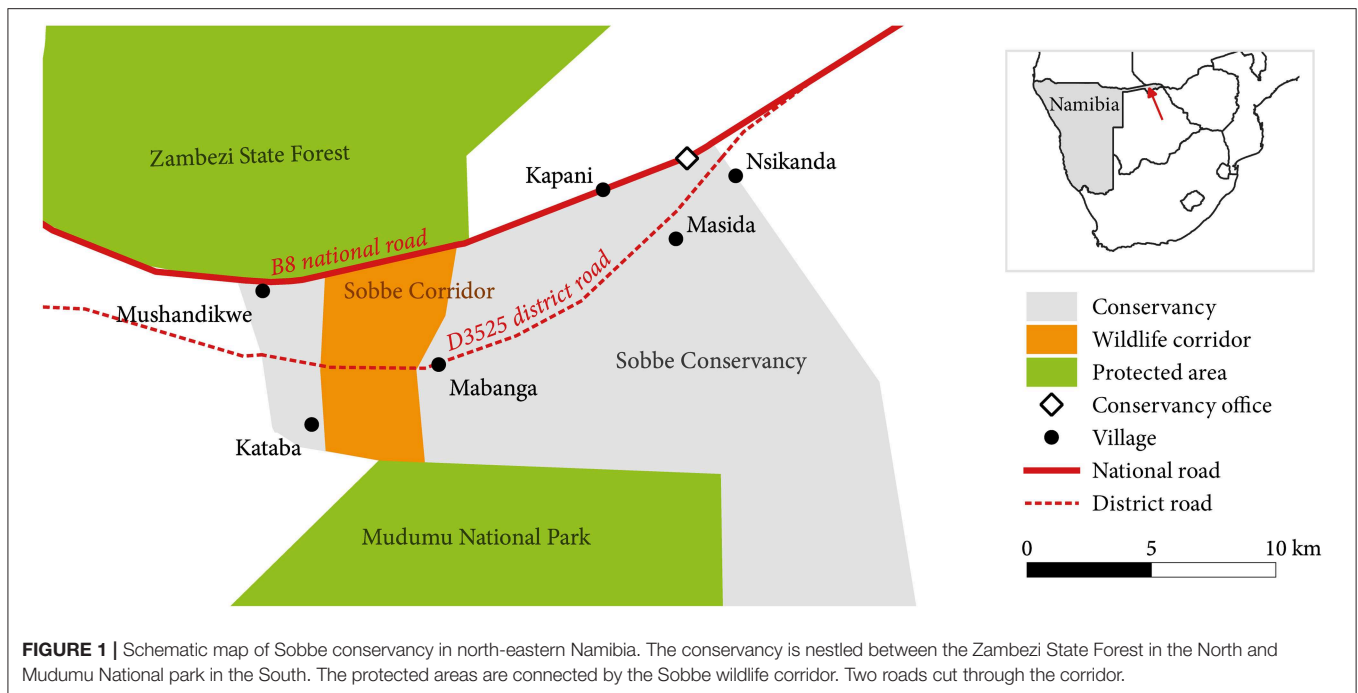 Zambezi State Forest
B8 national road
Sobbe Corridor
Mushandikwe
Kataba
Mabanga
D3525 district road
Kapani
Nsikanda
Masida
Sobbe Conservancy
Mudumu National Park
Namibia
Conservancy
Wildlife corridor
Protected area
Conservancy office
Village
National road
District road
0 5 10 km
FIGURE 1 | Schematic map of Sobbe conservancy in north-eastern Namibia. The conservancy is nestled between the Zambezi State Forest in the North and
Mudumu National park in the South. The protected areas are connected by the Sobbe wildlife corridor. Two roads cut through the corridor.